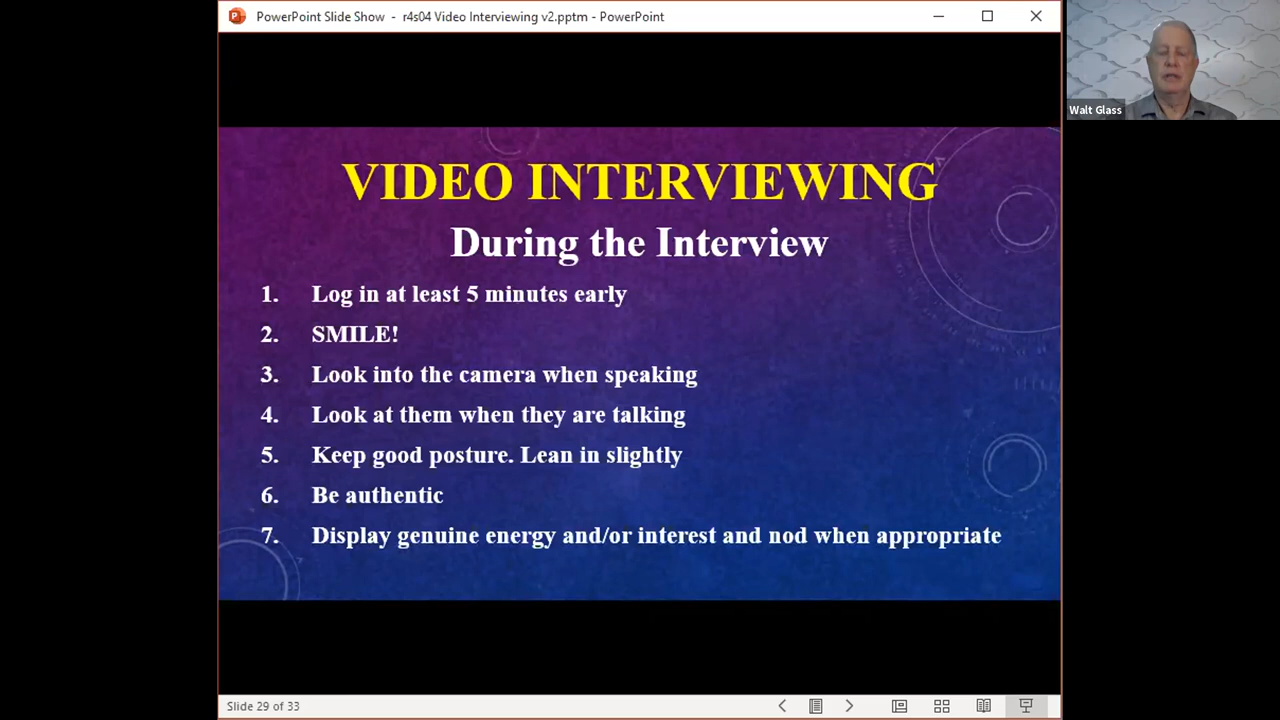 PowerPoint Slide Show - r4s04 Video Interviewing v2.pptm - PowerPoint
Walt Glass
VIDEO INTERVIEWING
During the Interview
1. Log in at least 5 minutes early
2. SMILE!
3. Look into the camera when speaking
4. Look at them when they are talking
5. Keep good posture. Lean in slightly
6. Be authentic
7. Display genuine energy and/or interest and nod when appropriate
Slide 29 of 33